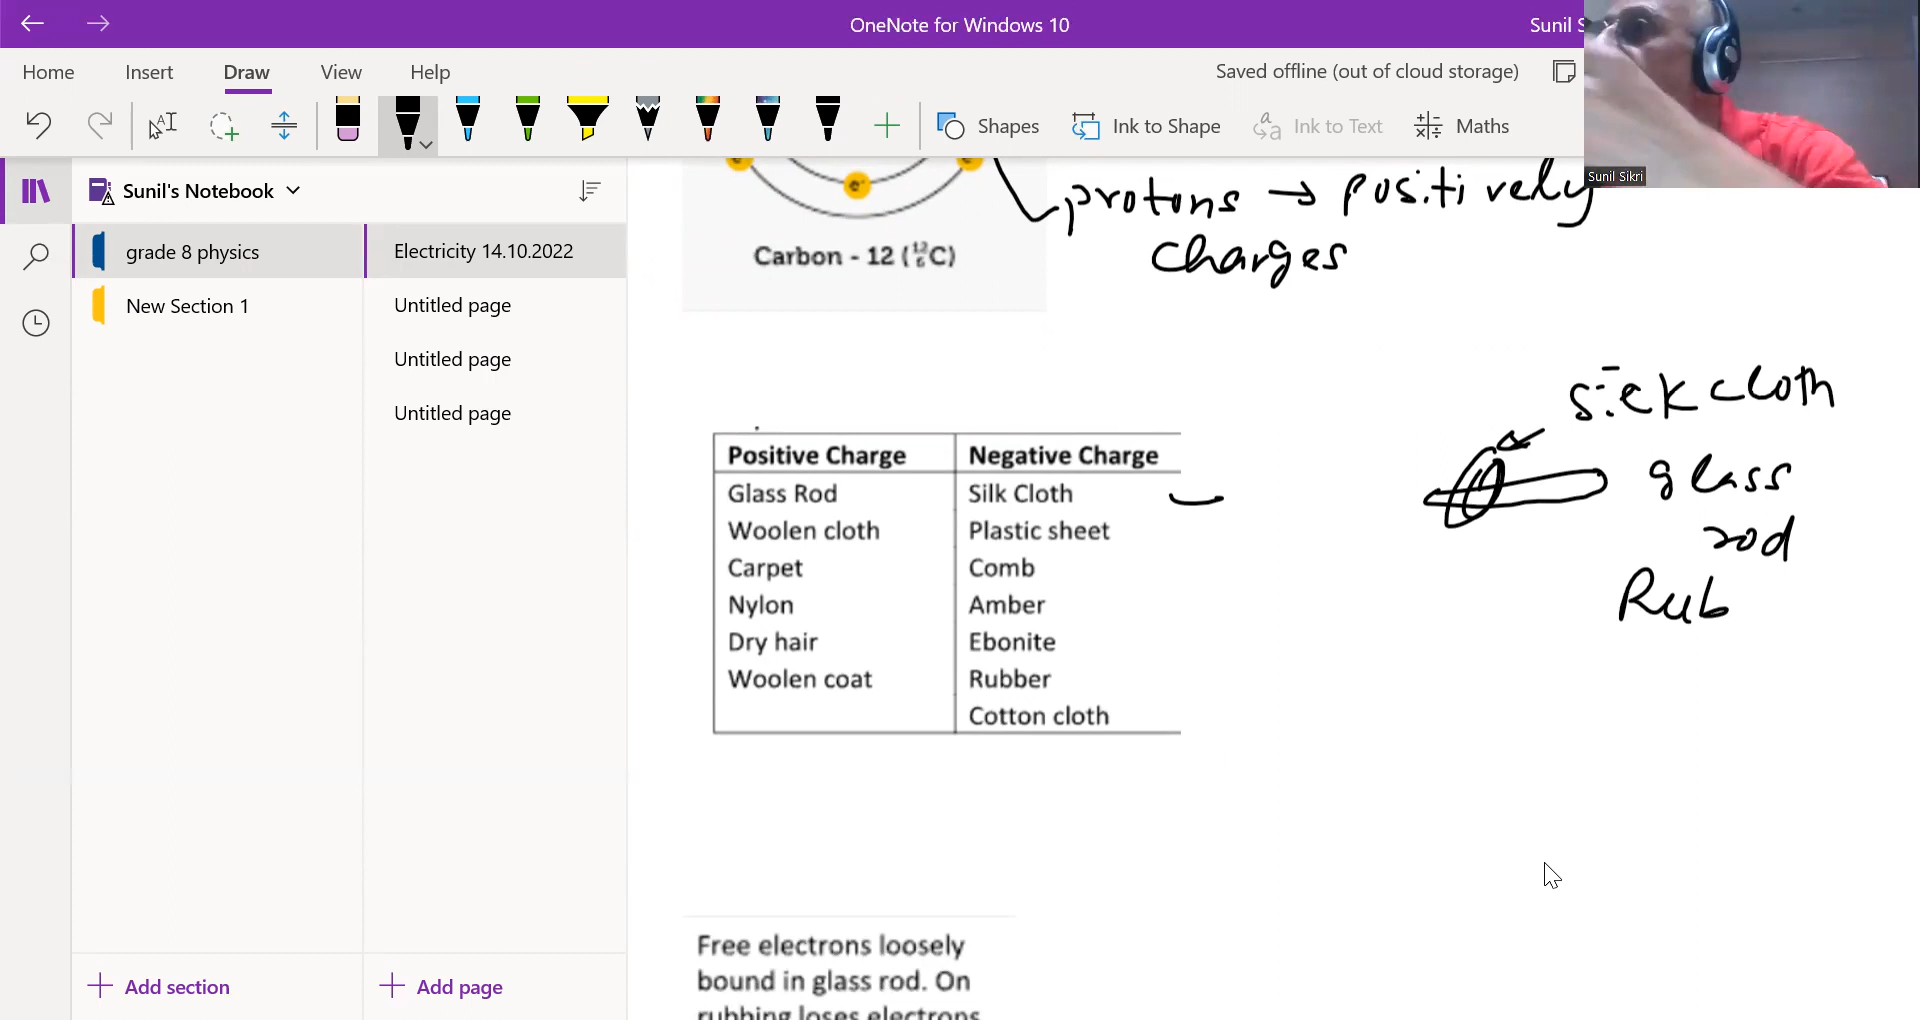 OneNote for Windows 10
Sunil S
Home Insert Draw View Help
Saved offline (out of cloud storage)
Shapes Ink to Shape Ink to Text Maths
Sunil Sikri
Sunil's Notebook
grade 8 physics
New Section 1
Electricity 14.10.2022
Untitled page
Untitled page
Untitled page
e⁻ e⁻ e⁻
Carbon - 12 (¹²₆C)
protons → positively
charges
Positive Charge Negative Charge
Glass Rod Silk Cloth
Woolen cloth Plastic sheet
Carpet Comb
Nylon Amber
Dry hair Ebonite
Woolen coat Rubber
Cotton cloth
silk cloth
glass
rod
Rub
Free electrons loosely
bound in glass rod. On
rubbing loses electrons
Add section
Add page